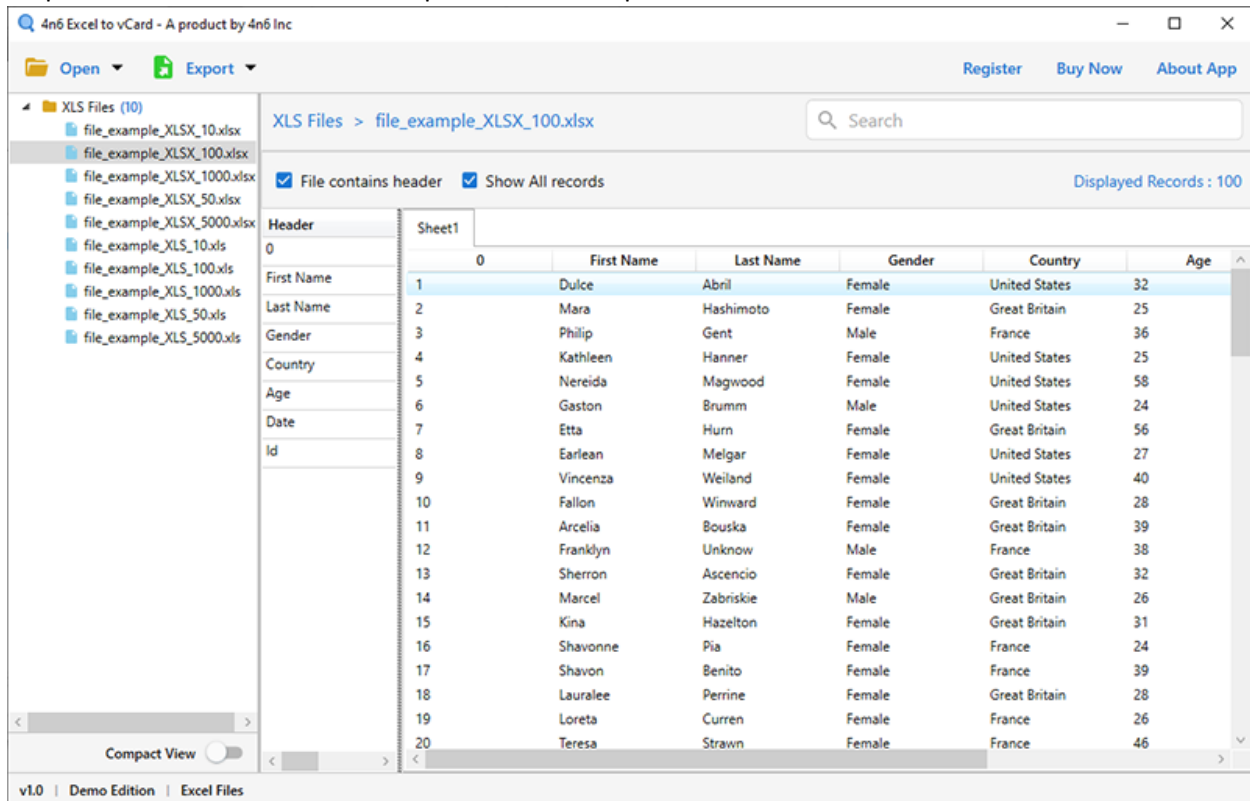 4n6 Excel to vCard - A product by 4n6 Inc
Open Export Register Buy Now About App
XLS Files (10)
file_example_XLSX_10.xlsx
file_example_XLSX_100.xlsx
file_example_XLSX_1000.xlsx
file_example_XLSX_50.xlsx
file_example_XLSX_5000.xlsx
file_example_XLS_10.xls
file_example_XLS_100.xls
file_example_XLS_1000.xls
file_example_XLS_50.xls
file_example_XLS_5000.xls
Compact View
XLS Files > file_example_XLSX_100.xlsx
Search
File contains header Show All records Displayed Records : 100
Header
0
First Name
Last Name
Gender
Country
Age
Date
Id
Sheet1
0 First Name Last Name Gender Country Age
1 Dulce Abril Female United States 32
2 Mara Hashimoto Female Great Britain 25
3 Philip Gent Male France 36
4 Kathleen Hanner Female United States 25
5 Nereida Magwood Female United States 58
6 Gaston Brumm Male United States 24
7 Etta Hurn Female Great Britain 56
8 Earlean Melgar Female United States 27
9 Vincenza Weiland Female United States 40
10 Fallon Winward Female Great Britain 28
11 Arcelia Bouska Female Great Britain 39
12 Franklyn Unknow Male France 38
13 Sherron Ascencio Female Great Britain 32
14 Marcel Zabriskie Male Great Britain 26
15 Kina Hazelton Female Great Britain 31
16 Shavonne Pia Female France 24
17 Shavon Benito Female France 39
18 Lauralee Perrine Female Great Britain 28
19 Loreta Curren Female France 26
20 Teresa Strawn Female France 46
v1.0 | Demo Edition | Excel Files